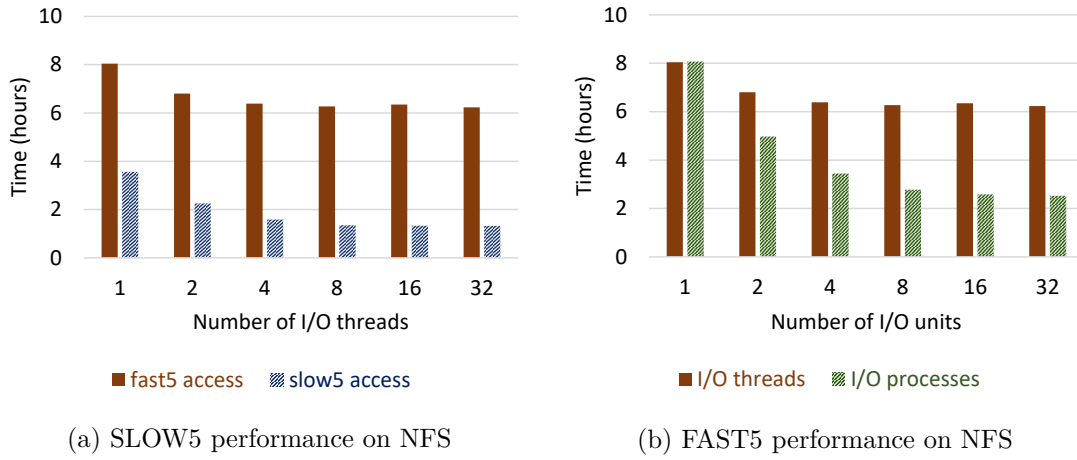 10
8
6
4
2
0
Time (hours)
1 2 4 8 16 32
Number of I/O threads
fast5 access slow5 access
(a) SLOW5 performance on NFS
10
8
6
4
2
0
Time (hours)
1 2 4 8 16 32
Number of I/O units
I/O threads I/O processes
(b) FAST5 performance on NFS